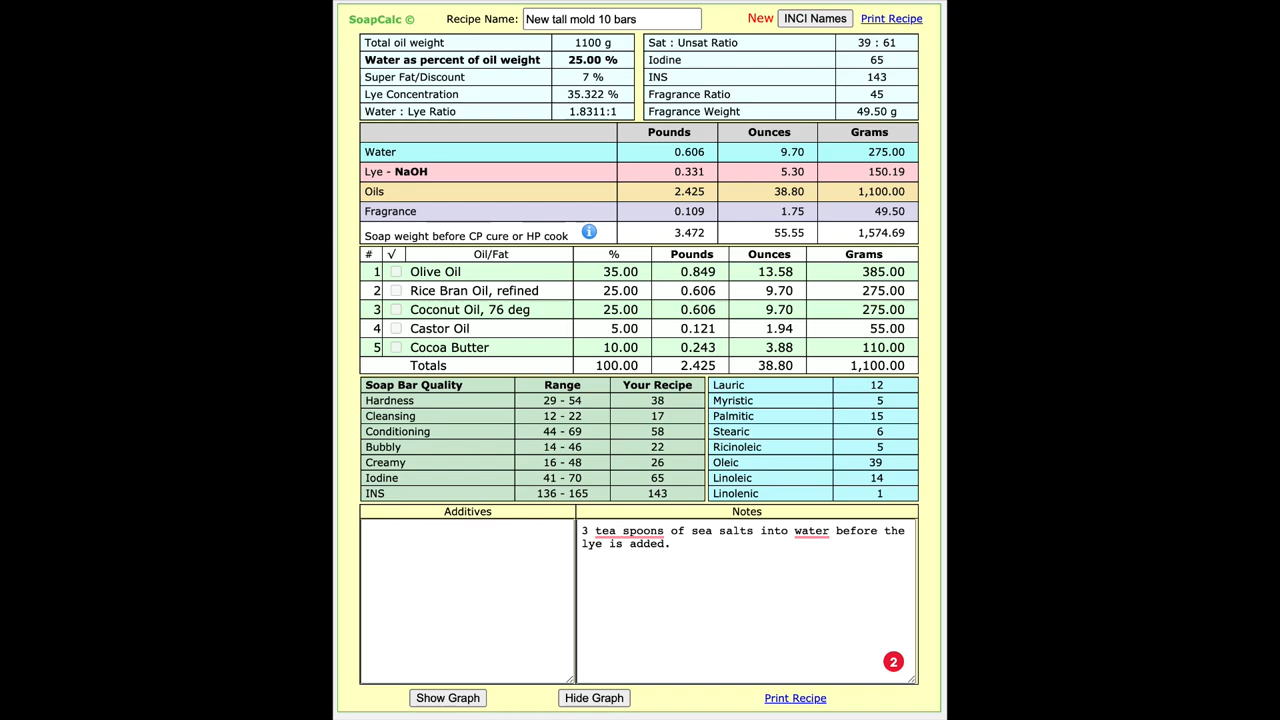 SoapCalc © Recipe Name: New tall mold 10 bars New INCI Names Print Recipe
Total oil weight 1100 g Sat : Unsat Ratio 39 : 61
Water as percent of oil weight 25.00 % Iodine 65
Super Fat/Discount 7 % INS 143
Lye Concentration 35.322 % Fragrance Ratio 45
Water : Lye Ratio 1.8311:1 Fragrance Weight 49.50 g
Pounds Ounces Grams
Water 0.606 9.70 275.00
Lye - NaOH 0.331 5.30 150.19
Oils 2.425 38.80 1,100.00
Fragrance 0.109 1.75 49.50
Soap weight before CP cure or HP cook i 3.472 55.55 1,574.69
# √ Oil/Fat % Pounds Ounces Grams
1 Olive Oil 35.00 0.849 13.58 385.00
2 Rice Bran Oil, refined 25.00 0.606 9.70 275.00
3 Coconut Oil, 76 deg 25.00 0.606 9.70 275.00
4 Castor Oil 5.00 0.121 1.94 55.00
5 Cocoa Butter 10.00 0.243 3.88 110.00
Totals 100.00 2.425 38.80 1,100.00
Soap Bar Quality Range Your Recipe Lauric 12
Hardness 29 - 54 38 Myristic 5
Cleansing 12 - 22 17 Palmitic 15
Conditioning 44 - 69 58 Stearic 6
Bubbly 14 - 46 22 Ricinoleic 5
Creamy 16 - 48 26 Oleic 39
Iodine 41 - 70 65 Linoleic 14
INS 136 - 165 143 Linolenic 1
Additives Notes
3 tea spoons of sea salts into water before the
lye is added.
2
Show Graph Hide Graph Print Recipe